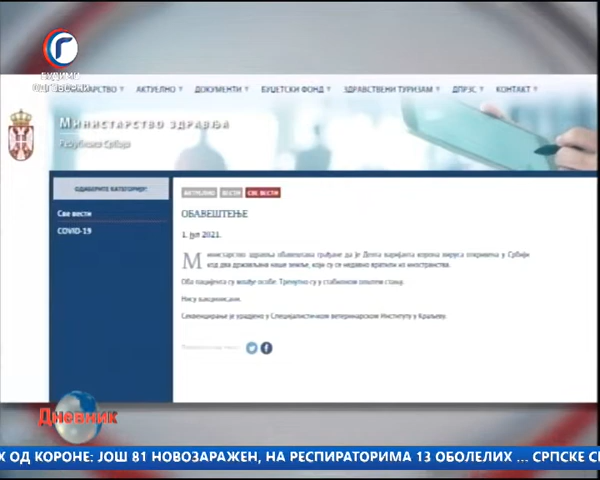 Г
БУДИМО
ОДГОВОРНИ
МИНИСТАРСТВО АКТУЕЛНО ДОКУМЕНТИ БУЏЕТСКИ ФОНД ЗДРАВСТВЕНИ ТУРИЗАМ ДПРЗС КОНТАКТ
Министарство здравља
Република Србија
ОДАБЕРИТЕ КАТЕГОРИЈУ:
Све вести
COVID-19
АКТУЕЛНО ВЕСТИ СВЕ ВЕСТИ
ОБАВЕШТЕЊЕ
1. јул 2021.
Министарство здравља обавештава грађане да је Делта варијанта корона вируса откривена у Србији
код два држављана наше земље, који су се недавно вратили из иностранства.
Оба пацијента су млађе особе. Тренутно су у стабилном општем стању.
Нису вакцинисани.
Секвенцирање је урађено у Специјалистичком ветеринарском Институту у Краљеву.
Дневник
Х ОД КОРОНЕ: ЈОШ 81 НОВОЗАРАЖЕН, НА РЕСПИРАТОРИМА 13 ОБОЛЕЛИХ ... СРПСКЕ С